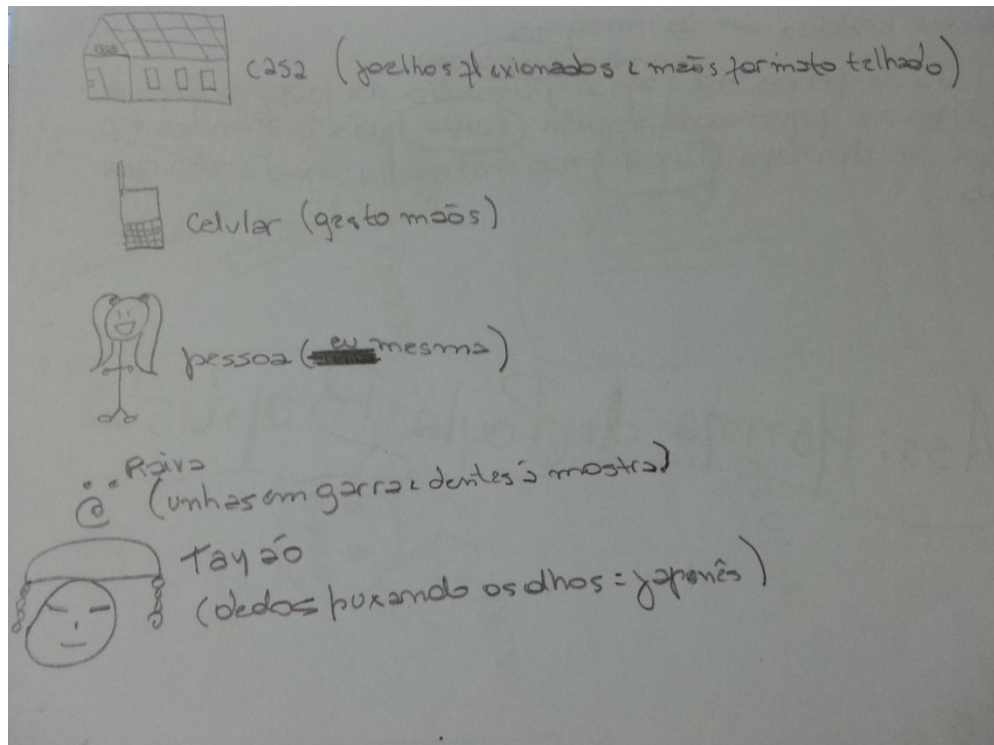 casa (joelhos flexionados e mãos formato telhado)
celular (gesto mãos)
pessoa (eu mesma)
Raiva
(unhas em garra e dentes à mostra)
(dedos puxando os olhos = japonês)